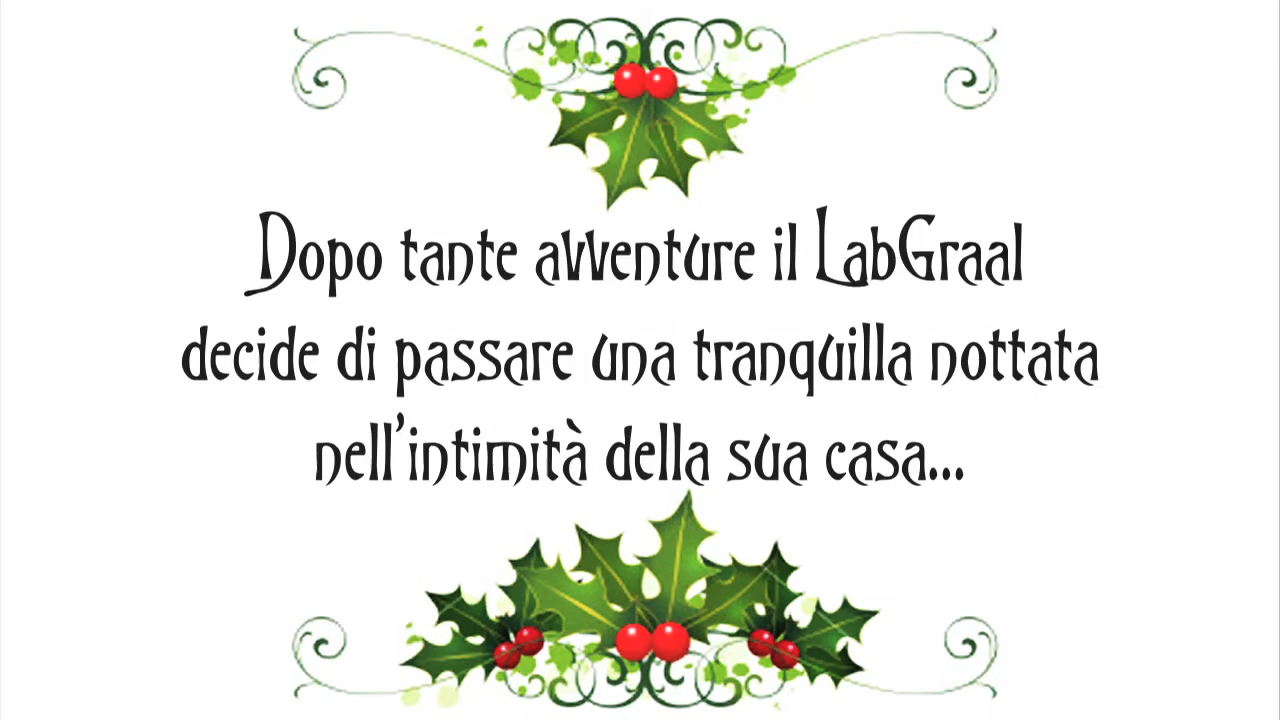 Dopo tante avventure il LabGraal
decide di passare una tranquilla nottata
nell'intimità della sua casa...